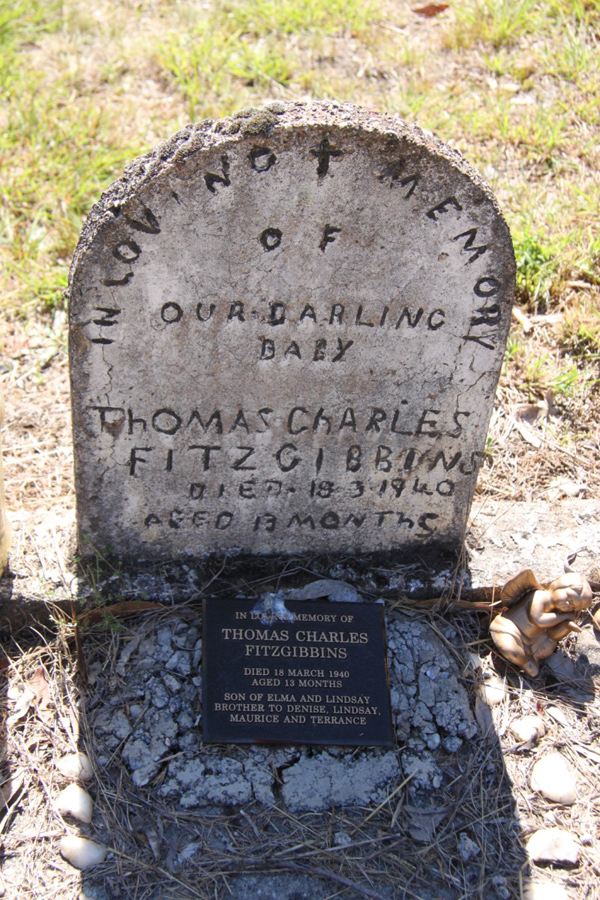 IN LOVING MEMORY
OF
OUR DARLING
BABY
ThOMAS ChARLES
FITZGIBBINS
DIED 18-3-1940
AGED 13 MONThS
IN LOVING MEMORY OF
THOMAS CHARLES
FITZGIBBINS
DIED 18 MARCH 1940
AGED 13 MONTHS
SON OF ELMA AND LINDSAY
BROTHER TO DENISE, LINDSAY,
MAURICE AND TERRANCE